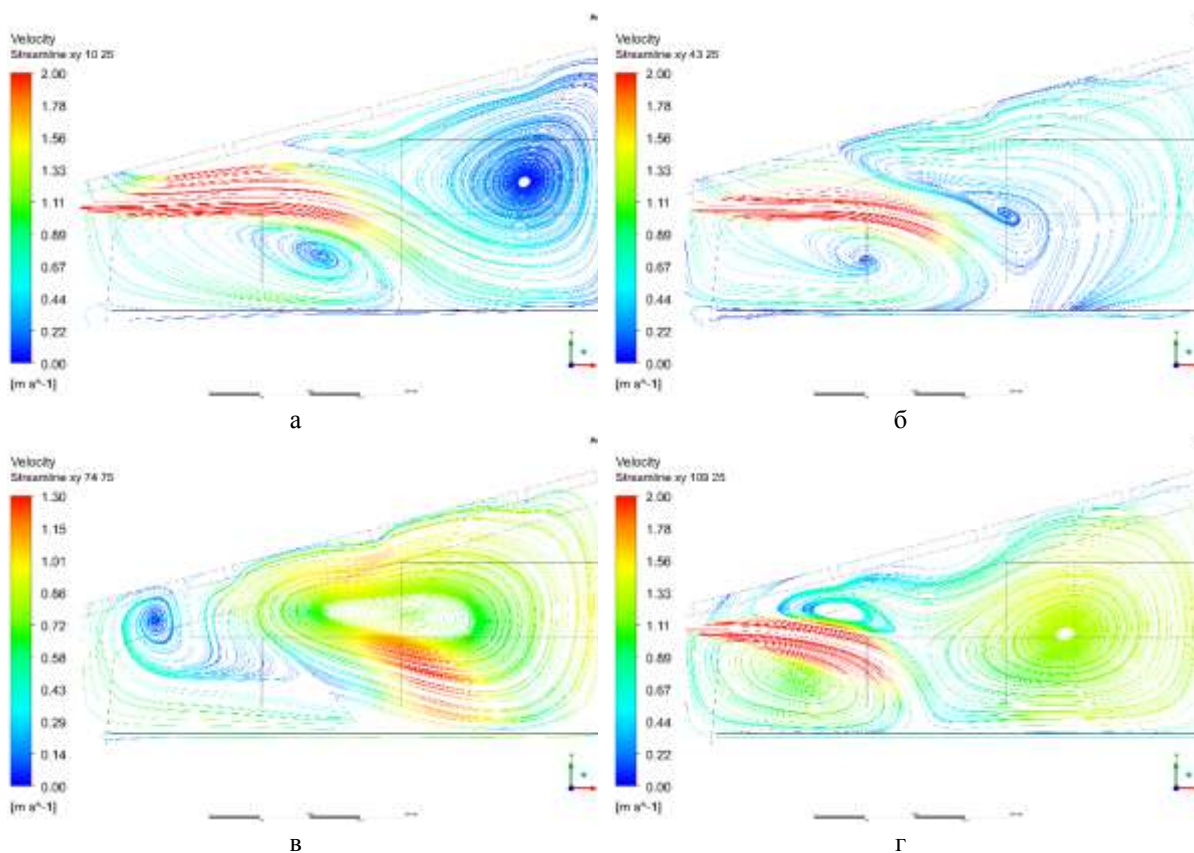 Velocity
Streamline xy 10 25
2.00
1.78
1.56
1.33
1.11
0.89
0.67
0.44
0.22
0.00
[m s^-1]
а
Velocity
Streamline xy 43 25
2.00
1.78
1.56
1.33
1.11
0.89
0.67
0.44
0.22
0.00
[m s^-1]
б
Velocity
Streamline xy 74 75
1.30
1.15
1.01
0.86
0.72
0.58
0.43
0.29
0.14
0.00
[m s^-1]
в
Velocity
Streamline xy 109 25
2.00
1.78
1.56
1.33
1.11
0.89
0.67
0.44
0.22
0.00
[m s^-1]
г